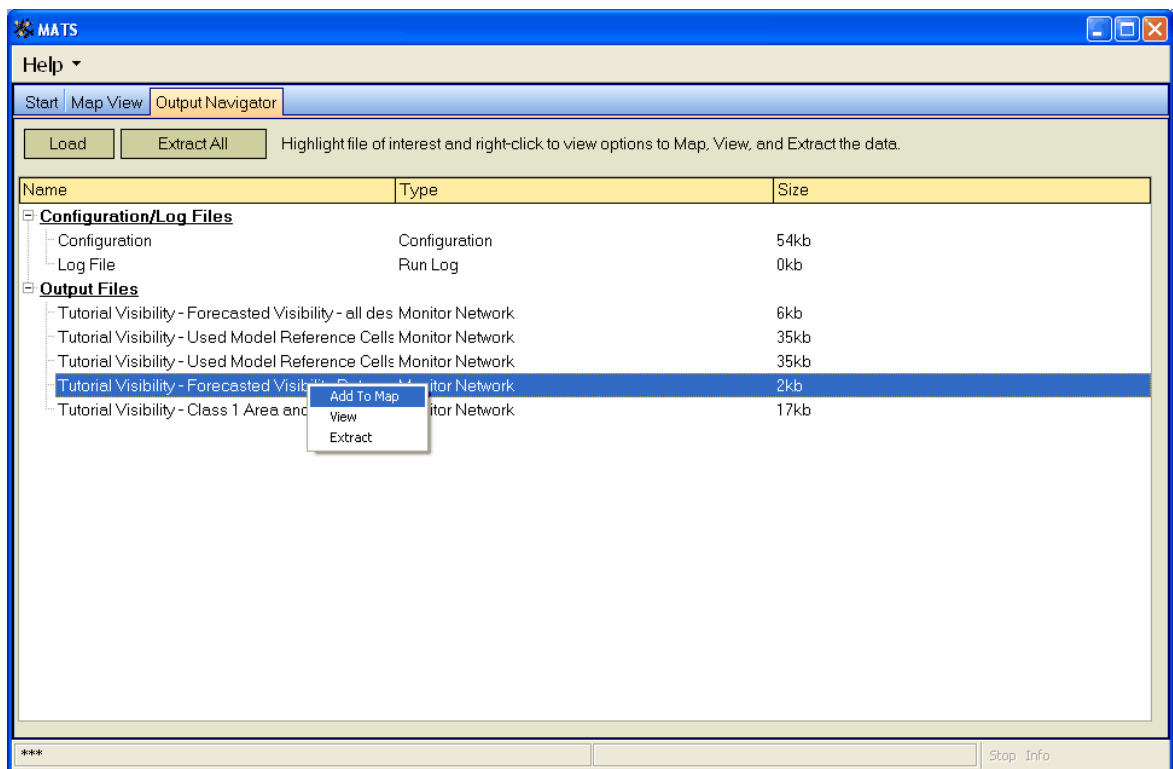 MATS
Help
Start Map View Output Navigator
Load Extract All Highlight file of interest and right-click to view options to Map, View, and Extract the data.
Name Type Size
Configuration/Log Files
Configuration Configuration 54kb
Log File Run Log 0kb
Output Files
Tutorial Visibility - Forecasted Visibility - all des Monitor Network 6kb
Tutorial Visibility - Used Model Reference Cells Monitor Network 35kb
Tutorial Visibility - Used Model Reference Cells Monitor Network 35kb
Tutorial Visibility - Forecasted Network 2kb
Add To Map
View
Tutorial Visibility - Class 1 Area and Network 17kb
Extract
*** Stop Info